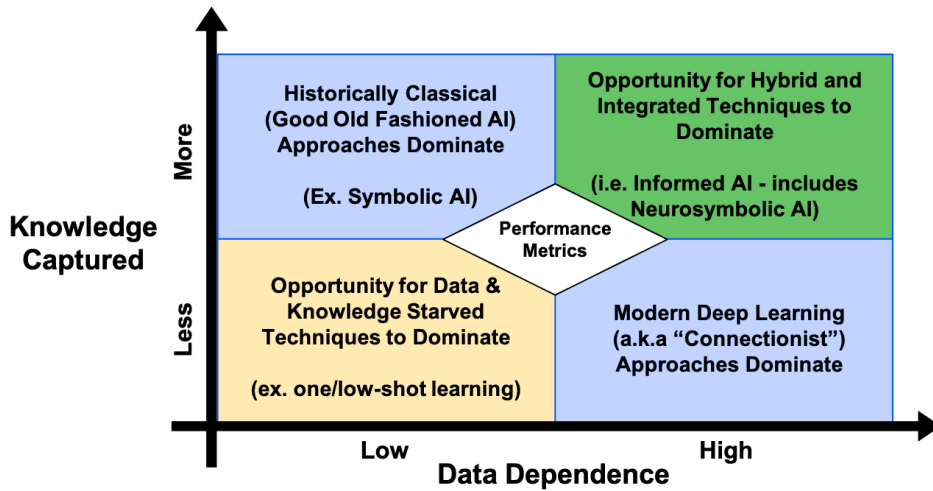 Historically Classical
(Good Old Fashioned AI)
Approaches Dominate
(Ex. Symbolic AI)
Opportunity for Hybrid and
Integrated Techniques to
Dominate
(i.e. Informed AI - includes
Neurosymbolic AI)
More
Knowledge
Captured
Performance
Metrics
Less
Opportunity for Data &
Knowledge Starved
Techniques to Dominate
(ex. one/low-shot learning)
Modern Deep Learning
(a.k.a “Connectionist”)
Approaches Dominate
Low
High
Data Dependence